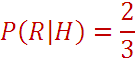 P(R|H) = 2/3